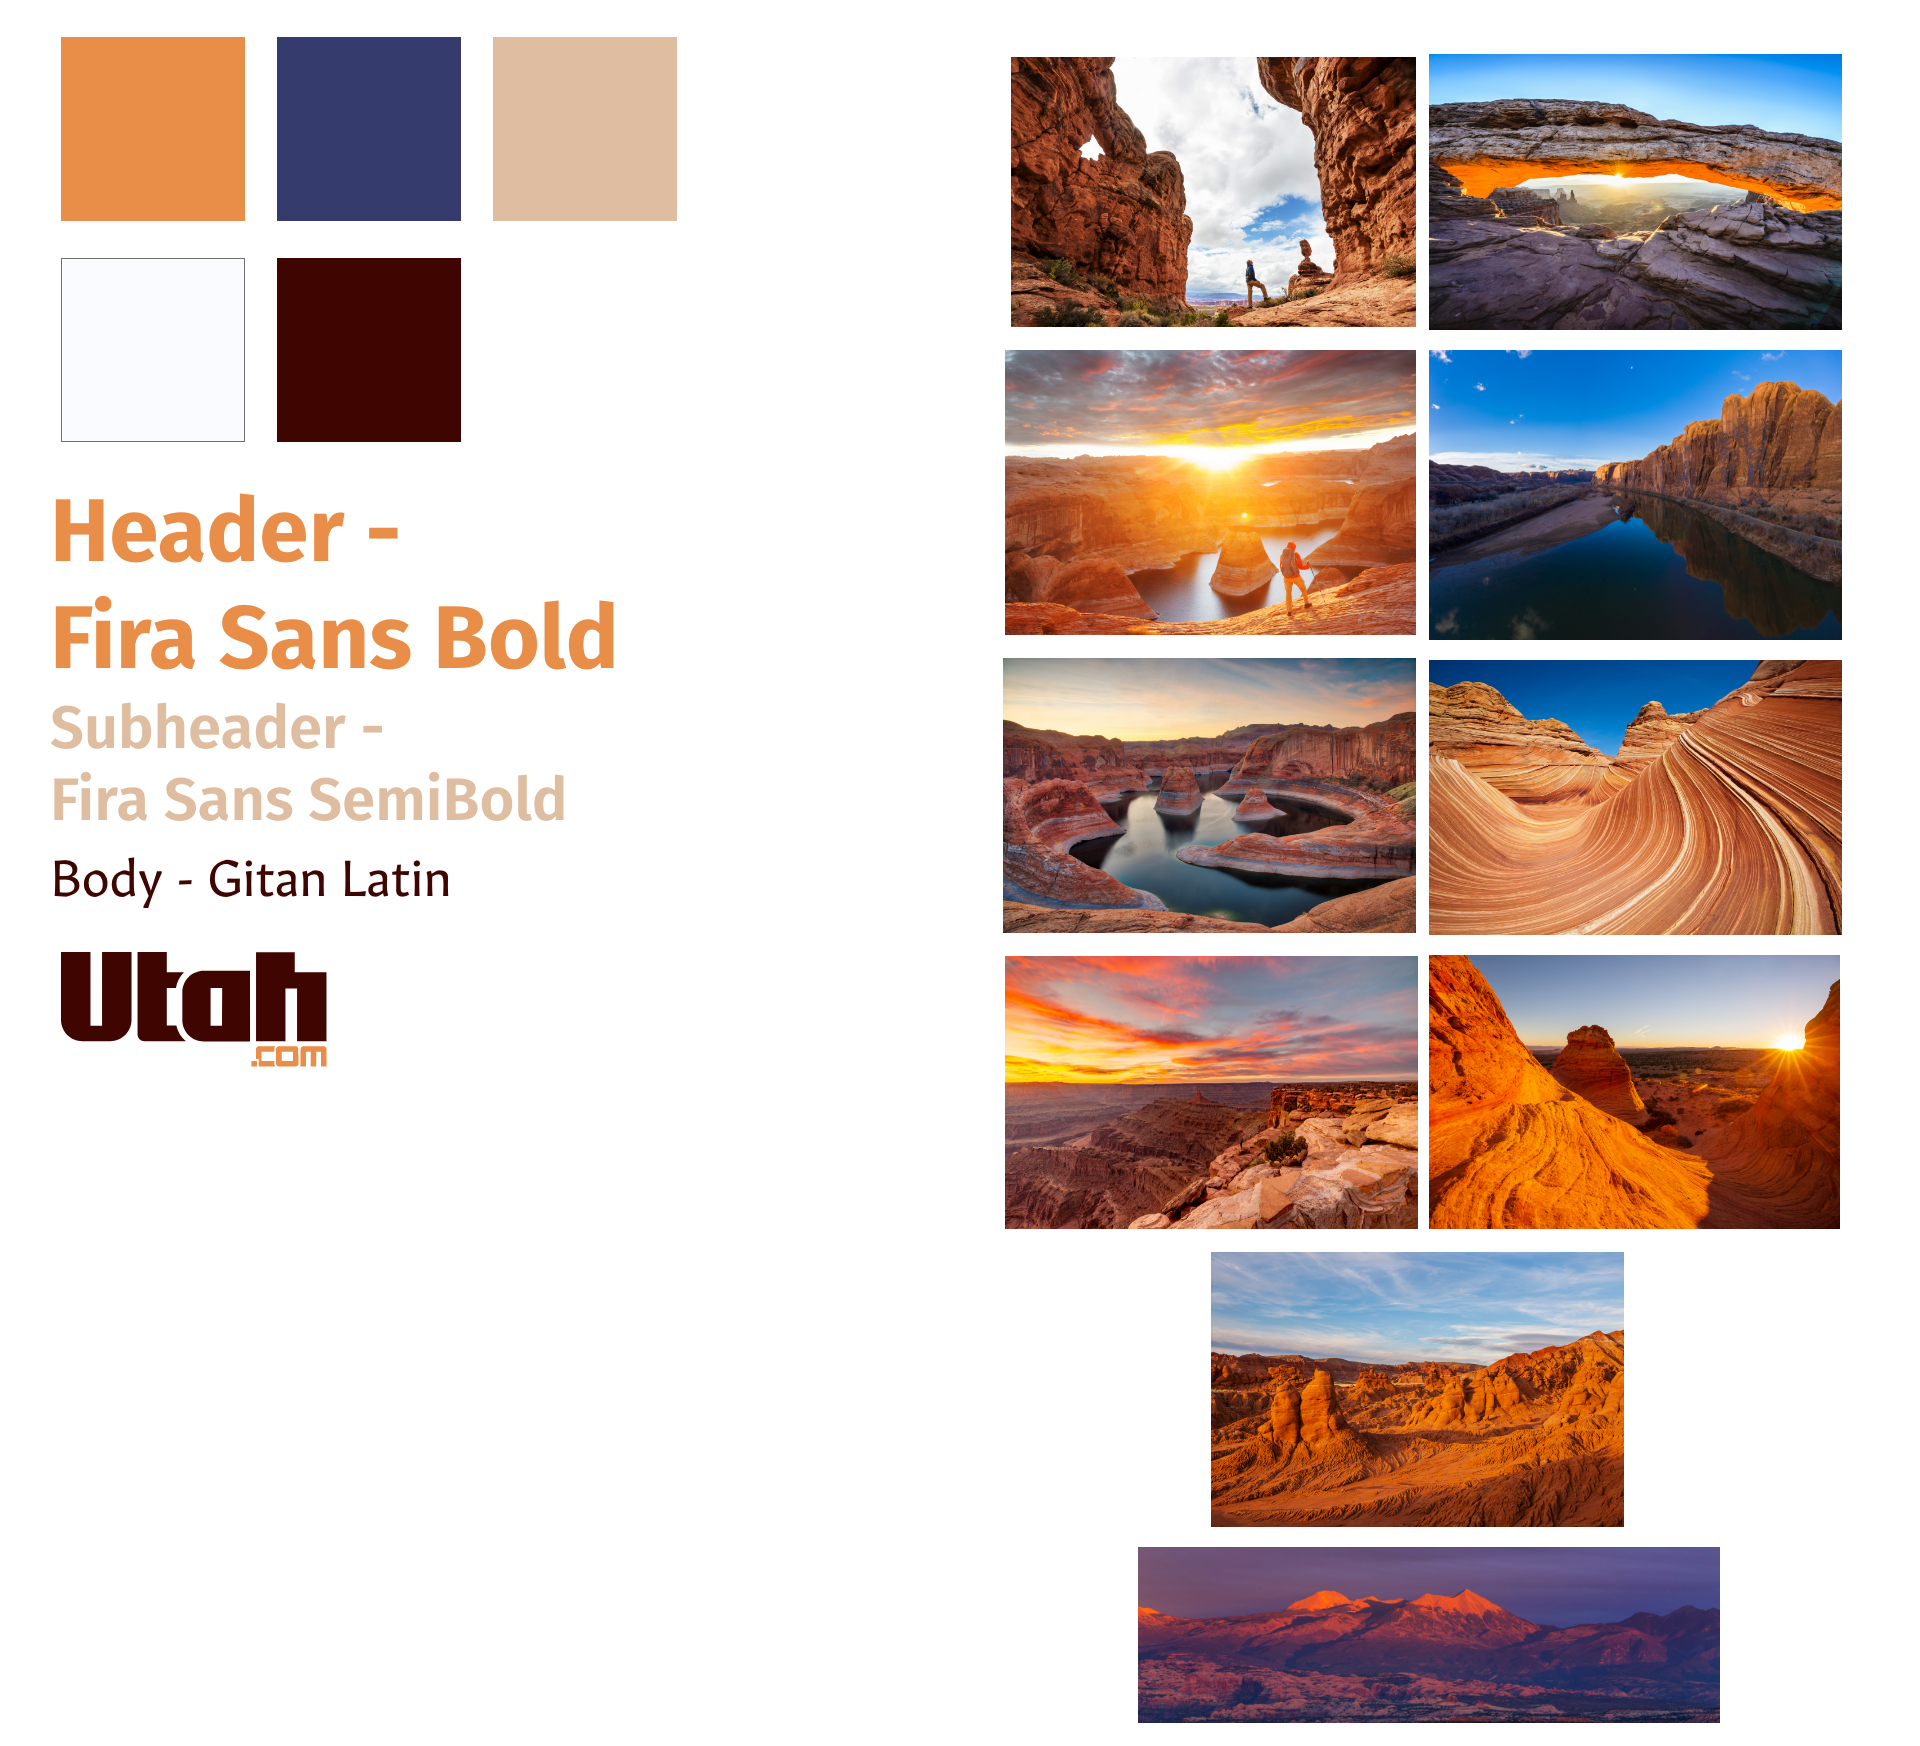 Header -
Fira Sans Bold
Subheader -
Fira Sans SemiBold
Body - Gitan Latin
Utah
.com